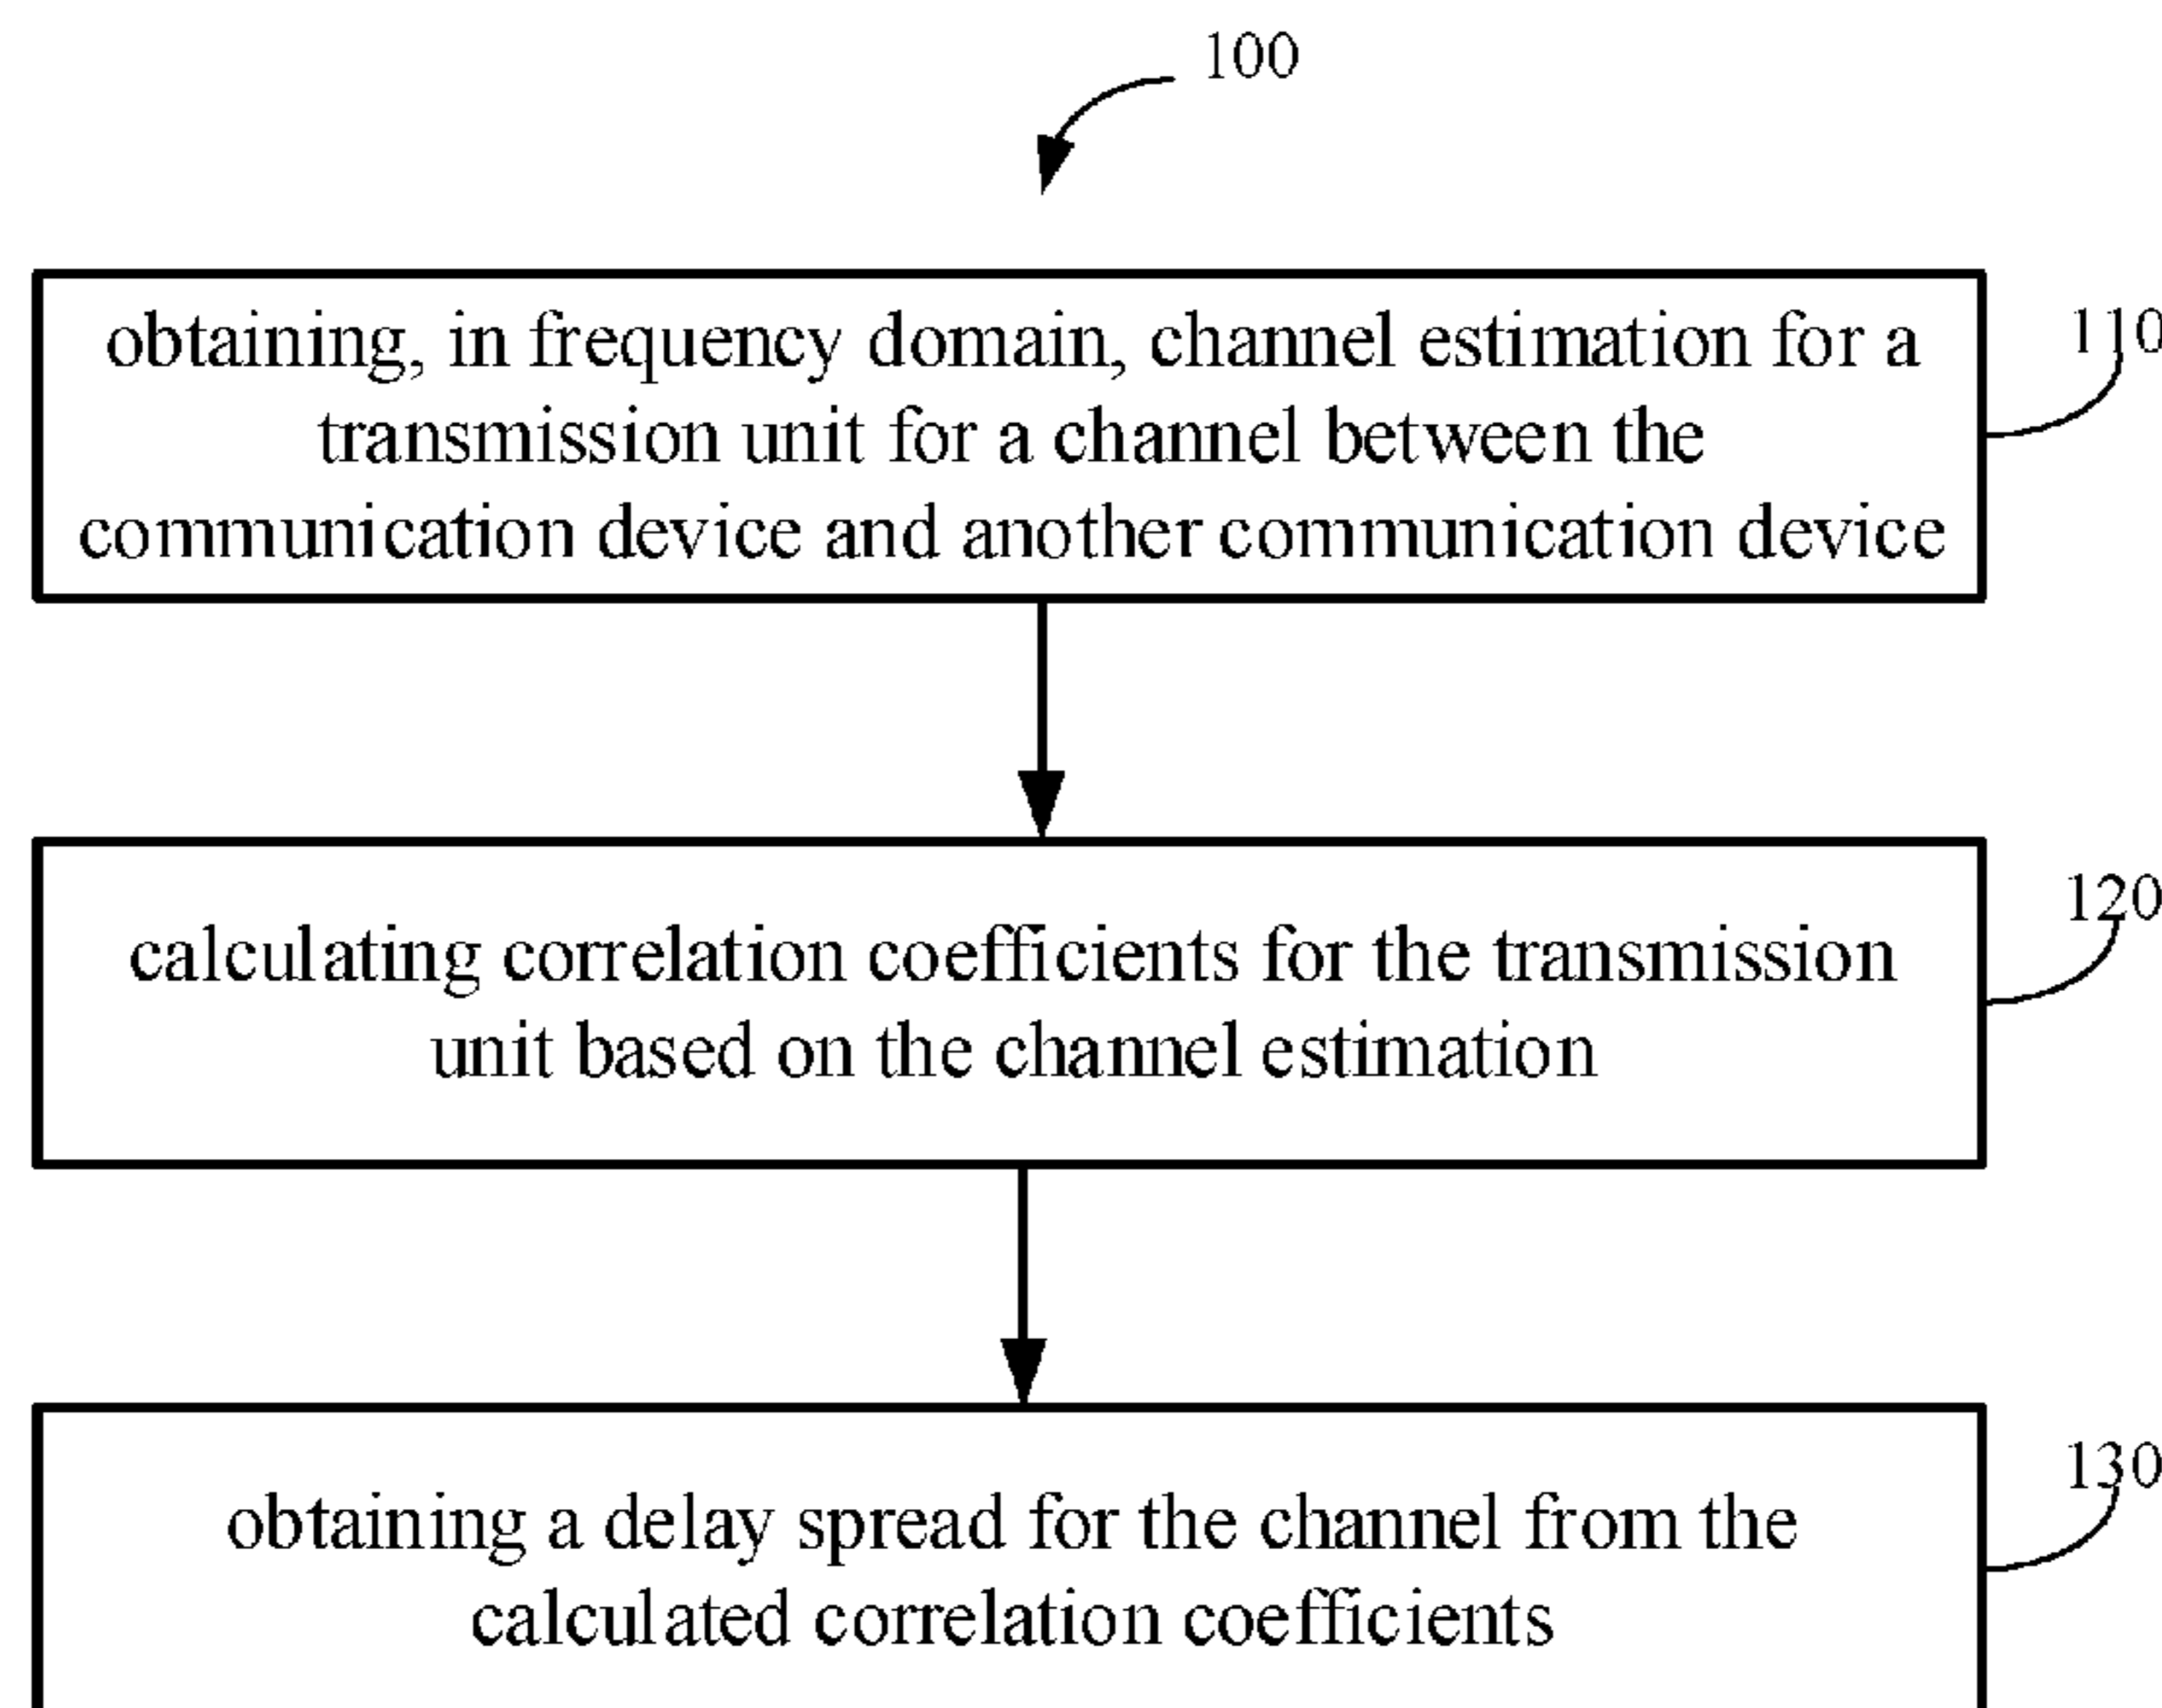 100
obtaining, in frequency domain, channel estimation for a
110
transmission unit for a channel between the
communication device and another communication device
120
calculating correlation coefficients for the transmission
unit based on the channel estimation
130
obtaining a delay spread for the channel from the
calculated correlation coefficients